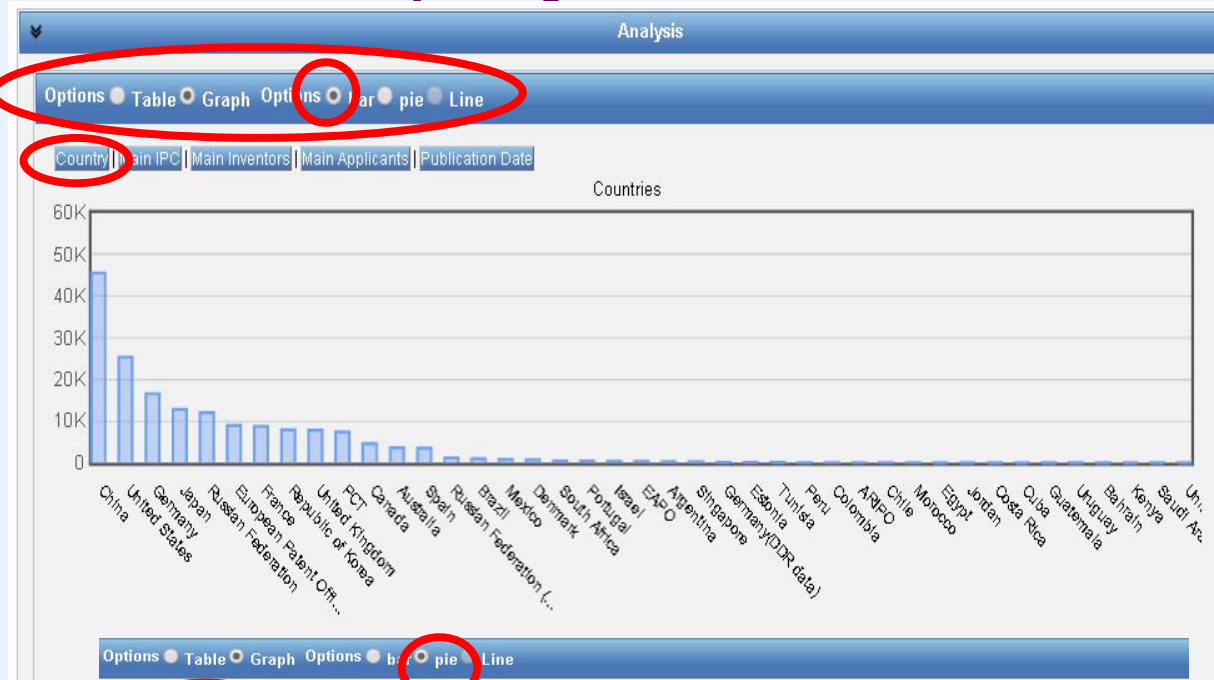 Analysis
Options Table Graph Options bar pie Line
Country | Main IPC | Main Inventors | Main Applicants | Publication Date
Countries
60K
50K
40K
30K
20K
10K
0
China
United States
Germany
Japan
Russian Federation
European Patent Offi...
France
Republic of Korea
United Kingdom
PCT
Canada
Australia
Spain
Russian Federation (...
Brazil
Mexico
Denmark
South Africa
Portugal
Israel
EAPO
Argentina
Singapore
Germany(DDR data)
Estonia
Tunisia
Peru
Colombia
ARIPO
Chile
Morocco
Egypt
Jordan
Costa Rica
Cuba
Guatemala
Uruguay
Bahrain
Kenya
Saudi Ara
Un.
Options Table Graph Options bar pie Line